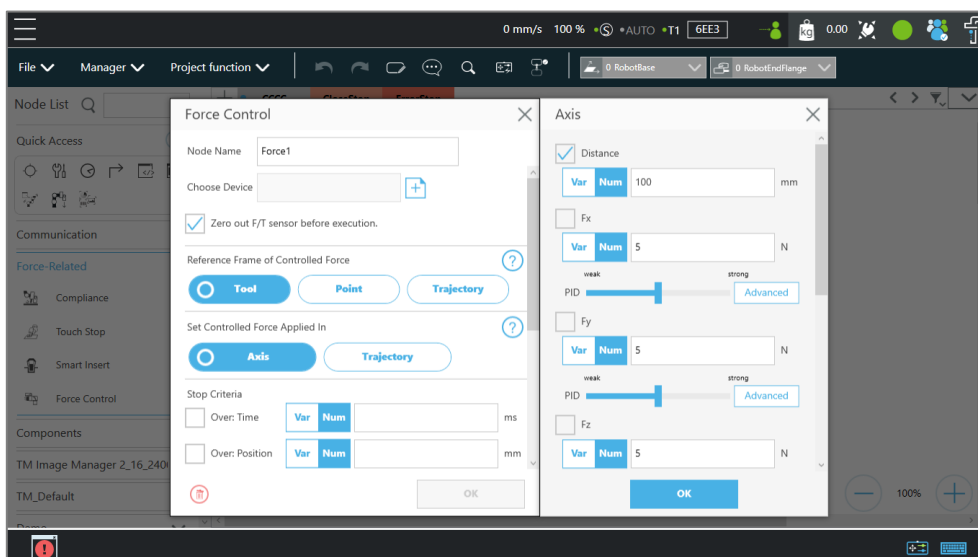 0 mm/s 100 % S AUTO T1 6EE3 kg 0.00
File Manager Project function 0 RobotBase 0 RobotEndFlange
Node List
Quick Access
Communication
Force-Related
Compliance
Touch Stop
Smart Insert
Force Control
Components
TM Image Manager 2_16_240
TM_Default
Force Control
Node Name Force1
Choose Device
Zero out F/T sensor before execution.
Reference Frame of Controlled Force ?
Tool Point Trajectory
Set Controlled Force Applied In ?
Axis Trajectory
Stop Criteria
Over: Time Var Num ms
Over: Position Var Num mm
OK
Axis
Distance
Var Num 100 mm
Fx
Var Num 5 N
weak strong
PID Advanced
Fy
Var Num 5 N
weak strong
PID Advanced
Fz
Var Num 5 N
OK
100%